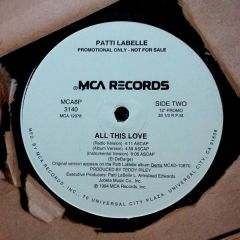 PATTI LABELLE
PROMOTIONAL ONLY - NOT FOR SALE
MCA RECORDS
MCA8P
3140
MCA 12978
SIDE TWO
12" PROMO
33 1/3 R.P.M.
ALL THIS LOVE
(Radio Version) 4:11 ASCAP
(Album Version) 4:59 ASCAP
(Instrumental Version) 5:06 ASCAP
(El DeBarge)
Original version appears on the MCA Album Gems MCAD-10870
Produced by TEDDY RILEY
Executive Producers: Patti LaBelle \ Armstead Edwards
Jobete Music Co., Inc.
℗ © 1994 MCA Records, Inc.
MFD. BY MCA RECORDS, INC., 70 UNIVERSAL CITY PLAZA, UNIVERSAL CITY, CA 91608